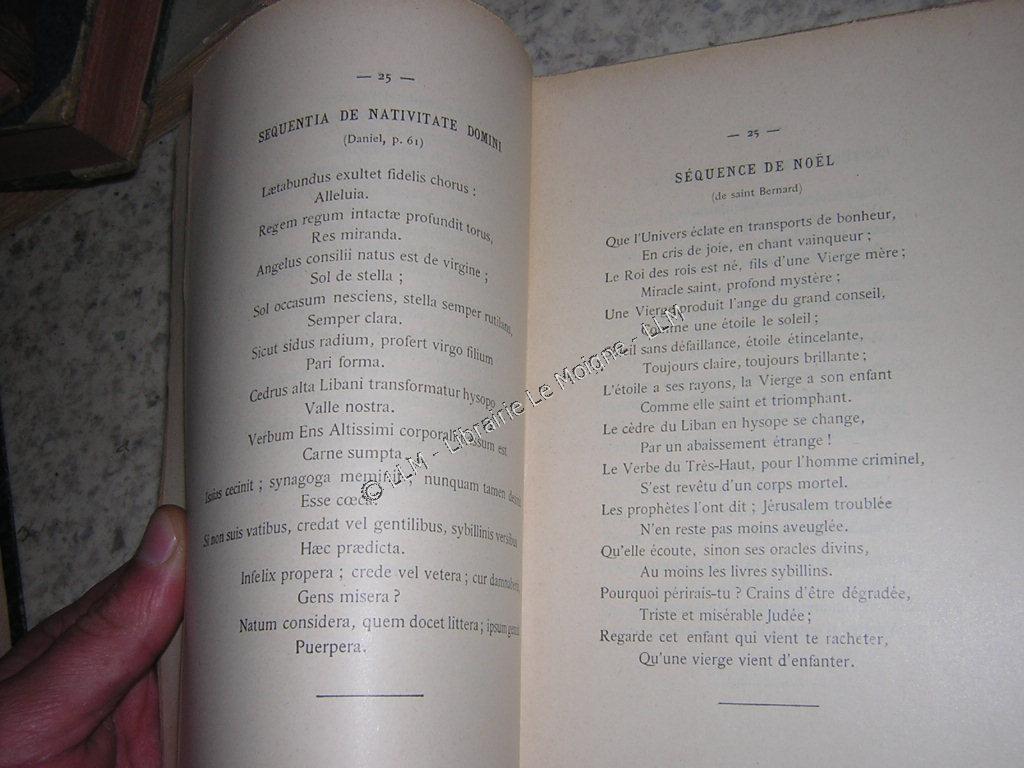 — 25 —
SEQUENTIA DE NATIVITATE DOMINI
(Daniel, p. 61)
Lætabundus exultet fidelis chorus :
Alleluia.
Regem regum intactæ profundit torus,
Res miranda.
Angelus consilii natus est de virgine ;
Sol de stella ;
Sol occasum nesciens, stella semper rutilans,
Semper clara.
Sicut sidus radium, profert virgo filium
Pari forma.
Cedrus alta Libani transformatur hysopo
Valle nostra.
Verbum Ens Altissimi corporali est
Carne sumpta
Isaias cecinit ; synagoga meminit ; nunquam tamen
Esse cœca.
Si non suis vatibus, credat vel gentilibus, sybillinis versibus
Hæc prædicta.
Infelix propera ; crede vel vetera ; cur
Gens misera ?
Natum considera, quem docet littera ; ipsum
Puerpera.
— 25 —
SÉQUENCE DE NOËL
(de saint Bernard)
Que l'Univers éclate en transports de bonheur,
En cris de joie, en chant vainqueur ;
Le Roi des rois est né, fils d'une Vierge mère ;
Miracle saint, profond mystère ;
Une Vierge produit l'ange du grand conseil,
Comme une étoile le soleil ;
Soleil sans défaillance, étoile étincelante,
Toujours claire, toujours brillante ;
L'étoile a ses rayons, la Vierge a son enfant
Comme elle saint et triomphant.
Le cèdre du Liban en hysope se change,
Par un abaissement étrange !
Le Verbe du Très-Haut, pour l'homme criminel,
S'est revêtu d'un corps mortel.
Les prophètes l'ont dit ; Jérusalem troublée
N'en reste pas moins aveuglée.
Qu'elle écoute, sinon ses oracles divins,
Au moins les livres sybillins.
Pourquoi périrais-tu ? Crains d'être dégradée,
Triste et misérable Judée ;
Regarde cet enfant qui vient te racheter,
Qu'une vierge vient d'enfanter.
© LLM - Librairie Le Moigne - LLM